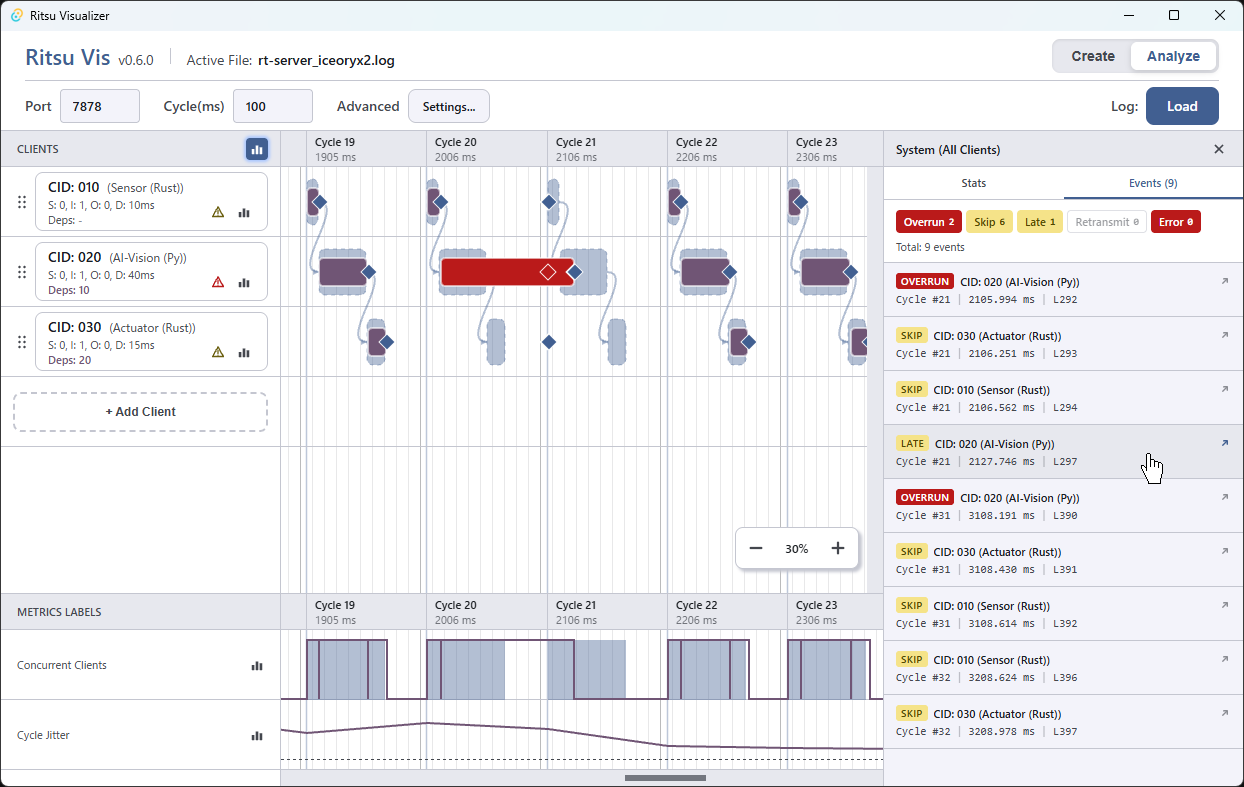 Ritsu Visualizer
Ritsu Vis v0.6.0 Active File: rt-server_iceoryx2.log
Create Analyze
Port 7878 Cycle(ms) 100 Advanced Settings... Log: Load
CLIENTS
CID: 010 (Sensor (Rust))
S: 0, I: 1, O: 0, D: 10ms
Deps: -
CID: 020 (AI-Vision (Py))
S: 0, I: 1, O: 0, D: 40ms
Deps: 10
CID: 030 (Actuator (Rust))
S: 0, I: 1, O: 0, D: 15ms
Deps: 20
+ Add Client
Cycle 19
1905 ms
Cycle 20
2006 ms
Cycle 21
2106 ms
Cycle 22
2206 ms
Cycle 23
2306 ms
30%
METRICS LABELS
Cycle 19
1905 ms
Cycle 20
2006 ms
Cycle 21
2106 ms
Cycle 22
2206 ms
Cycle 23
2306 ms
Concurrent Clients
Cycle Jitter
System (All Clients)
Stats Events (9)
Overrun 2 Skip 6 Late 1 Retransmit 0 Error 0
Total: 9 events
OVERRUN CID: 020 (AI-Vision (Py))
Cycle #21 | 2105.994 ms | L292
SKIP CID: 030 (Actuator (Rust))
Cycle #21 | 2106.251 ms | L293
SKIP CID: 010 (Sensor (Rust))
Cycle #21 | 2106.562 ms | L294
LATE CID: 020 (AI-Vision (Py))
Cycle #21 | 2127.746 ms | L297
OVERRUN CID: 020 (AI-Vision (Py))
Cycle #31 | 3108.191 ms | L390
SKIP CID: 030 (Actuator (Rust))
Cycle #31 | 3108.430 ms | L391
SKIP CID: 010 (Sensor (Rust))
Cycle #31 | 3108.614 ms | L392
SKIP CID: 010 (Sensor (Rust))
Cycle #32 | 3208.624 ms | L396
SKIP CID: 030 (Actuator (Rust))
Cycle #32 | 3208.978 ms | L397